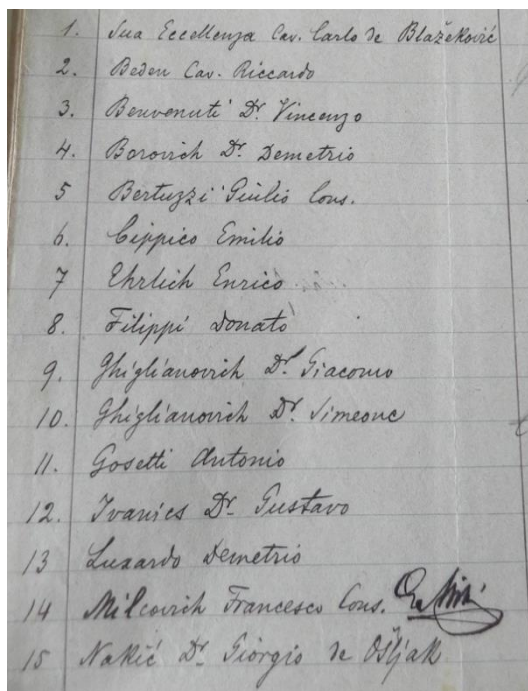 1. Sua Eccellenza Cav. Carlo de Blažeković
2. Beden Cav. Riccardo
3. Benvenuti Dr. Vincenzo
4. Borovich Dr. Demetrio
5 Bertuzzi Giulio Cons.
6. Cippico Emilio
7 Ehrlich Enrico
8. Filippi Donato
9. Ghiglianovich Dr. Giacomo
10. Ghiglianovich Dr. Simeone
11. Gosetti Antonio
12. Ivanics Dr. Gustavo
13 Luxardo Demetrio
14 Milcovich Francesco Cons.
15 Nakić Dr. Giorgio de Ošljak